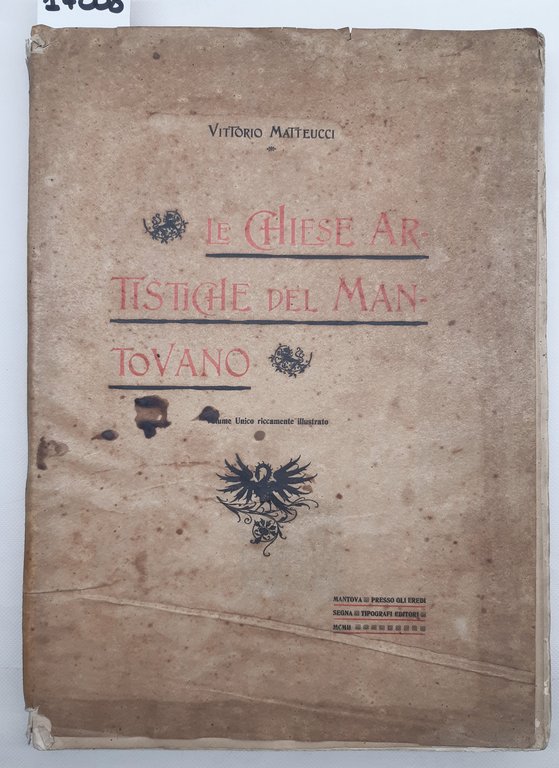 VITTORIO MATTEUCCI
LE CHIESE AR-
TISTICHE DEL MAN-
TOVANO
Unico riccamente illustrato
MANTOVA PRESSO GLI EREDI
SEGNA TIPOGRAFI EDITORI
MCMII